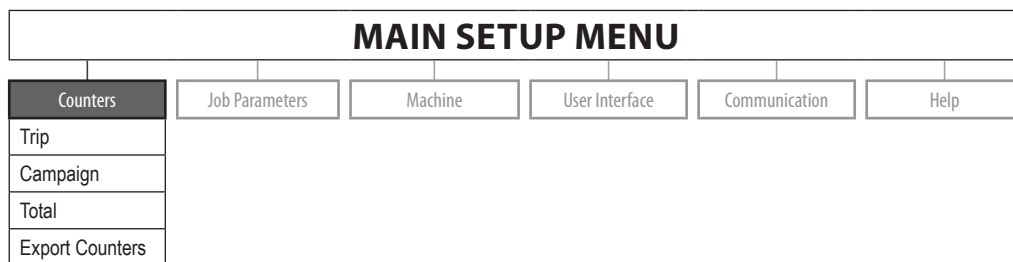 MAIN SETUP MENU
Counters Job Parameters Machine User Interface Communication Help
Trip
Campaign
Total
Export Counters